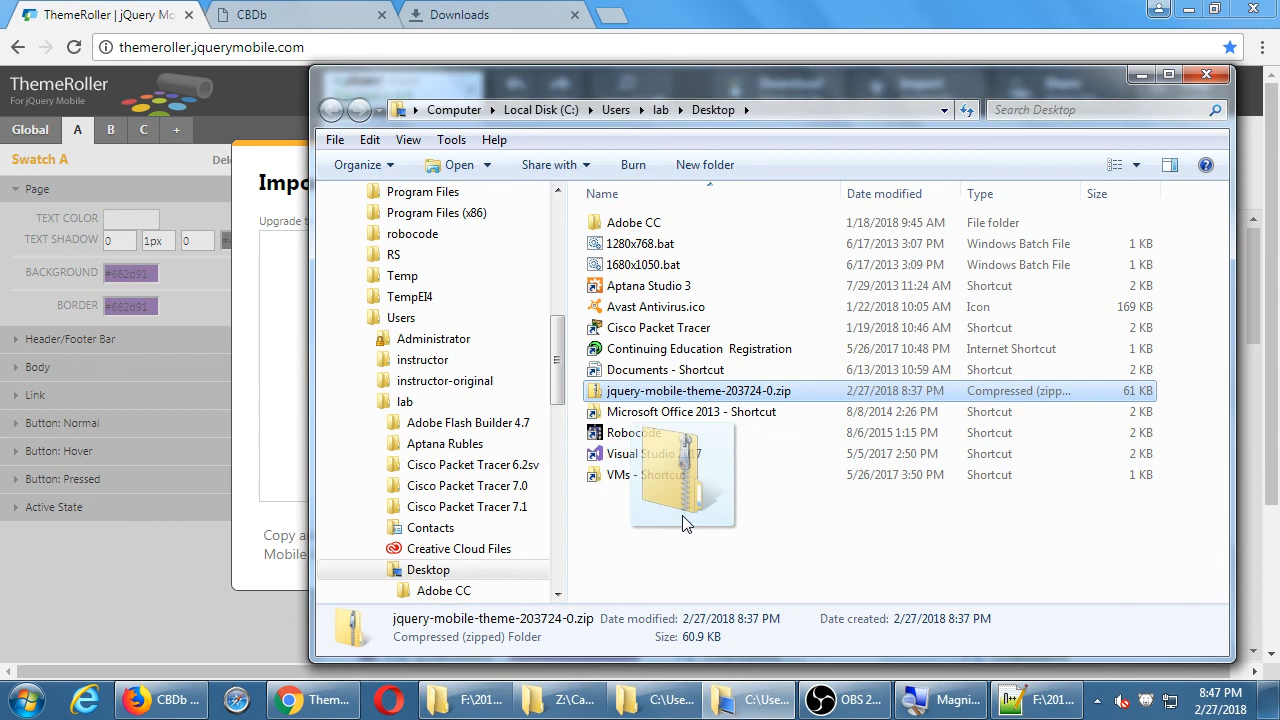 ThemeRoller | jQuery Mo
CBDb
Downloads
themeroller.jquerymobile.com
ThemeRoller
For jQuery Mobile
Global
A
B
C
+
Swatch A
Page
TEXT COLOR
TEXT SHADOW
0
1px
0
BACKGROUND
#662d91
BORDER
#662d91
Header/Footer Bar
Body
Link
Button: Normal
Button: Hover
Button: Pressed
Active State
Upgrade t
Copy a
Mobile
Computer
Local Disk (C:)
Users
lab
Desktop
Search Desktop
File
Edit
View
Tools
Help
Organize
Open
Share with
Burn
New folder
Program Files
Program Files (x86)
robocode
RS
Temp
TempEI4
Users
Administrator
instructor
instructor-original
lab
Adobe Flash Builder 4.7
Aptana Rubles
Cisco Packet Tracer 6.2sv
Cisco Packet Tracer 7.0
Cisco Packet Tracer 7.1
Contacts
Creative Cloud Files
Desktop
Adobe CC
Name Date modified Type Size
Adobe CC 1/18/2018 9:45 AM File folder
1280x768.bat 6/17/2013 3:07 PM Windows Batch File 1 KB
1680x1050.bat 6/17/2013 3:09 PM Windows Batch File 1 KB
Aptana Studio 3 7/29/2013 11:24 AM Shortcut 2 KB
Avast Antivirus.ico 1/22/2018 10:05 AM Icon 169 KB
Cisco Packet Tracer 1/19/2018 10:46 AM Shortcut 2 KB
Continuing Education Registration 5/26/2017 10:48 PM Internet Shortcut 1 KB
Documents - Shortcut 6/13/2013 10:59 AM Shortcut 2 KB
jquery-mobile-theme-203724-0.zip 2/27/2018 8:37 PM Compressed (zipp... 61 KB
Microsoft Office 2013 - Shortcut 8/8/2014 2:26 PM Shortcut 2 KB
Robocode 8/6/2015 1:15 PM Shortcut 2 KB
Visual Studio 2017 5/5/2017 2:50 PM Shortcut 2 KB
VMs - Shortcut 5/26/2017 3:50 PM Shortcut 1 KB
jquery-mobile-theme-203724-0.zip Date modified: 2/27/2018 8:37 PM Date created: 2/27/2018 8:37 PM
Compressed (zipped) Folder Size: 60.9 KB
CBDb ...
Them...
F:\201...
Z:\Ca...
C:\Use...
C:\Use...
OBS 2...
Magni...
F:\201...
8:47 PM
2/27/2018